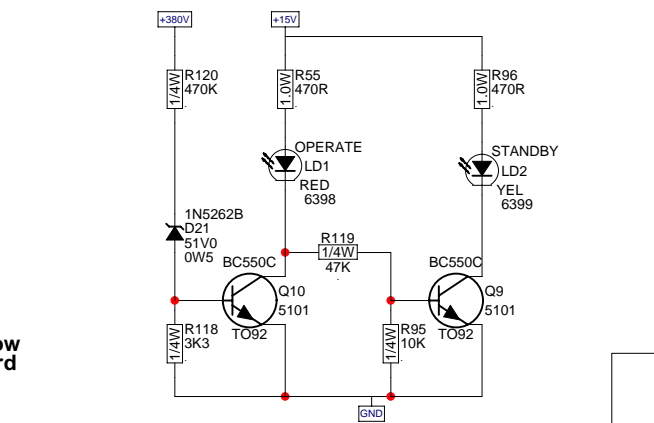 +380V
+15V
R120
470K
1/4W
R55
470R
1.0W
R96
470R
1.0W
OPERATE
LD1
RED
6398
STANDBY
LD2
YEL
6399
1N5262B
D21
51V0
0W5
BC550C
Q10
5101
TO92
R119
1/4W
47K
BC550C
Q9
5101
TO92
R118
3K3
1/4W
R95
10K
1/4W
GND